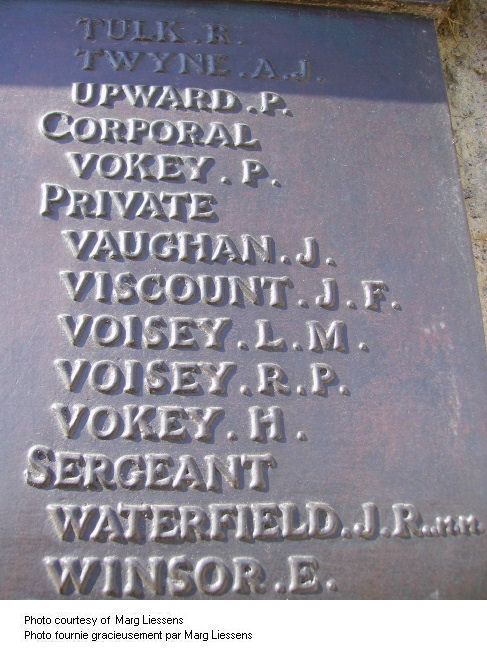 TULK. R.
TWYNE. A. J.
UPWARD. P.
CORPORAL
VOKEY. P.
PRIVATE
VAUGHAN. J.
VISCOUNT. J. F.
VOISEY. L. M.
VOISEY. R. P.
VOKEY. H.
SERGEANT
WATERFIELD. J. R. M.M.
WINSOR. E.
Photo courtesy of Marg Liessens
Photo fournie gracieusement par Marg Liessens